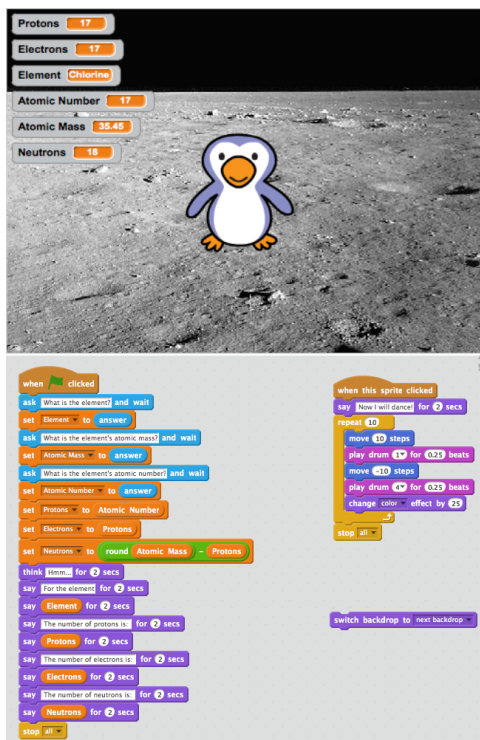 Protons 17
Electrons 17
Element Chlorine
Atomic Number 17
Atomic Mass 35.45
Neutrons 18
when clicked
ask What is the element? and wait
set Element to answer
ask What is the element's atomic mass? and wait
set Atomic Mass to answer
ask What is the element's atomic number? and wait
set Atomic Number to answer
set Protons to Atomic Number
set Electrons to Protons
set Neutrons to round Atomic Mass - Protons
think Hmm... for 2 secs
say For the element for 2 secs
say Element for 2 secs
say The number of protons is: for 2 secs
say Protons for 2 secs
say The number of electrons is: for 2 secs
say Electrons for 2 secs
say The number of neutrons is: for 2 secs
say Neutrons for 2 secs
stop all
when this sprite clicked
say Now I will dance! for 2 secs
repeat 10
move 10 steps
play drum 1 for 0.25 beats
move -10 steps
play drum 4 for 0.25 beats
change color effect by 25
stop all
switch backdrop to next backdrop